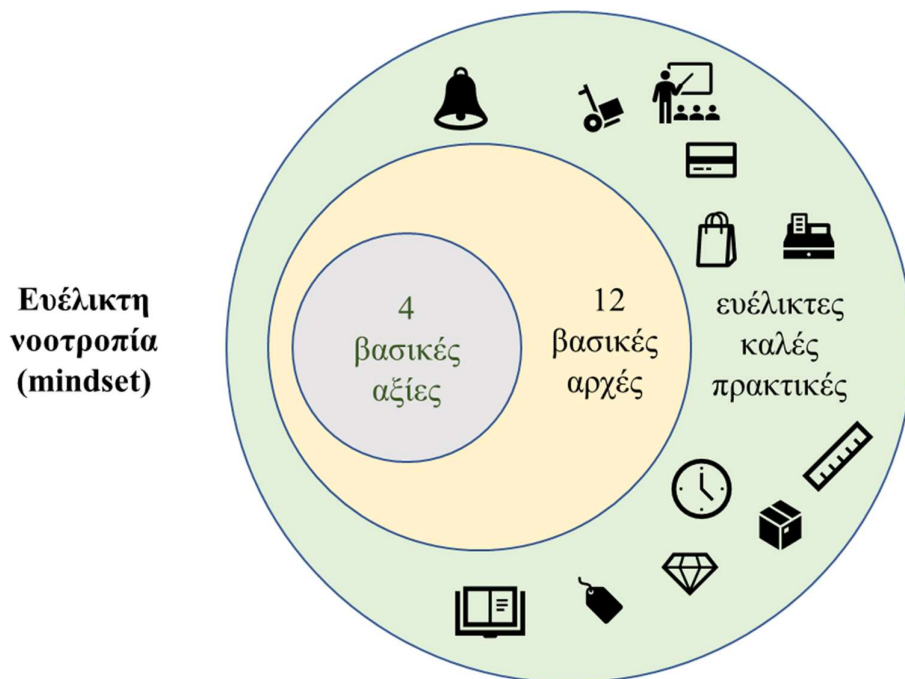 Ευέλικτη
νοοτροπία
(mindset)
4
βασικές
αξίες
12
βασικές
αρχές
ευέλικτες
καλές
πρακτικές